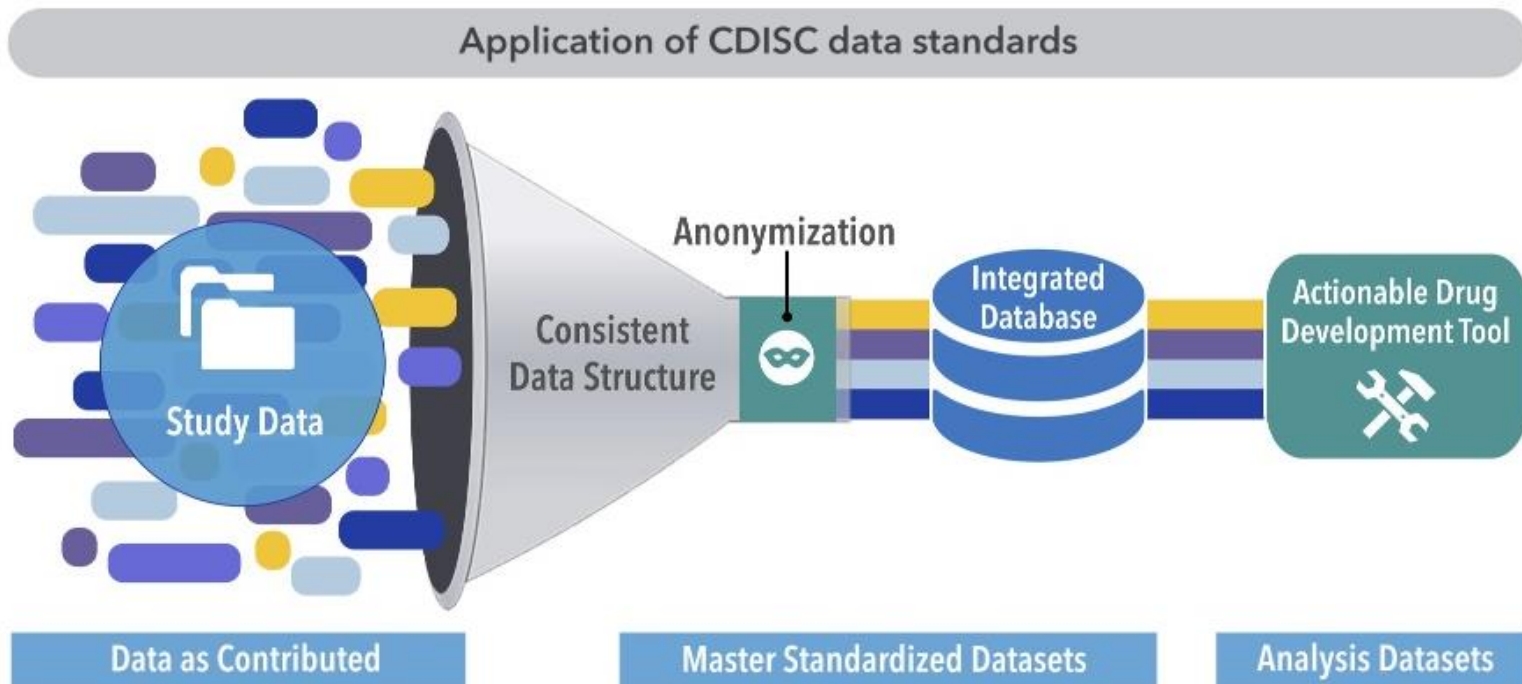 Application of CDISC data standards
Anonymization
Study Data
Consistent
Data Structure
Integrated
Database
Actionable Drug
Development Tool
Data as Contributed
Master Standardized Datasets
Analysis Datasets